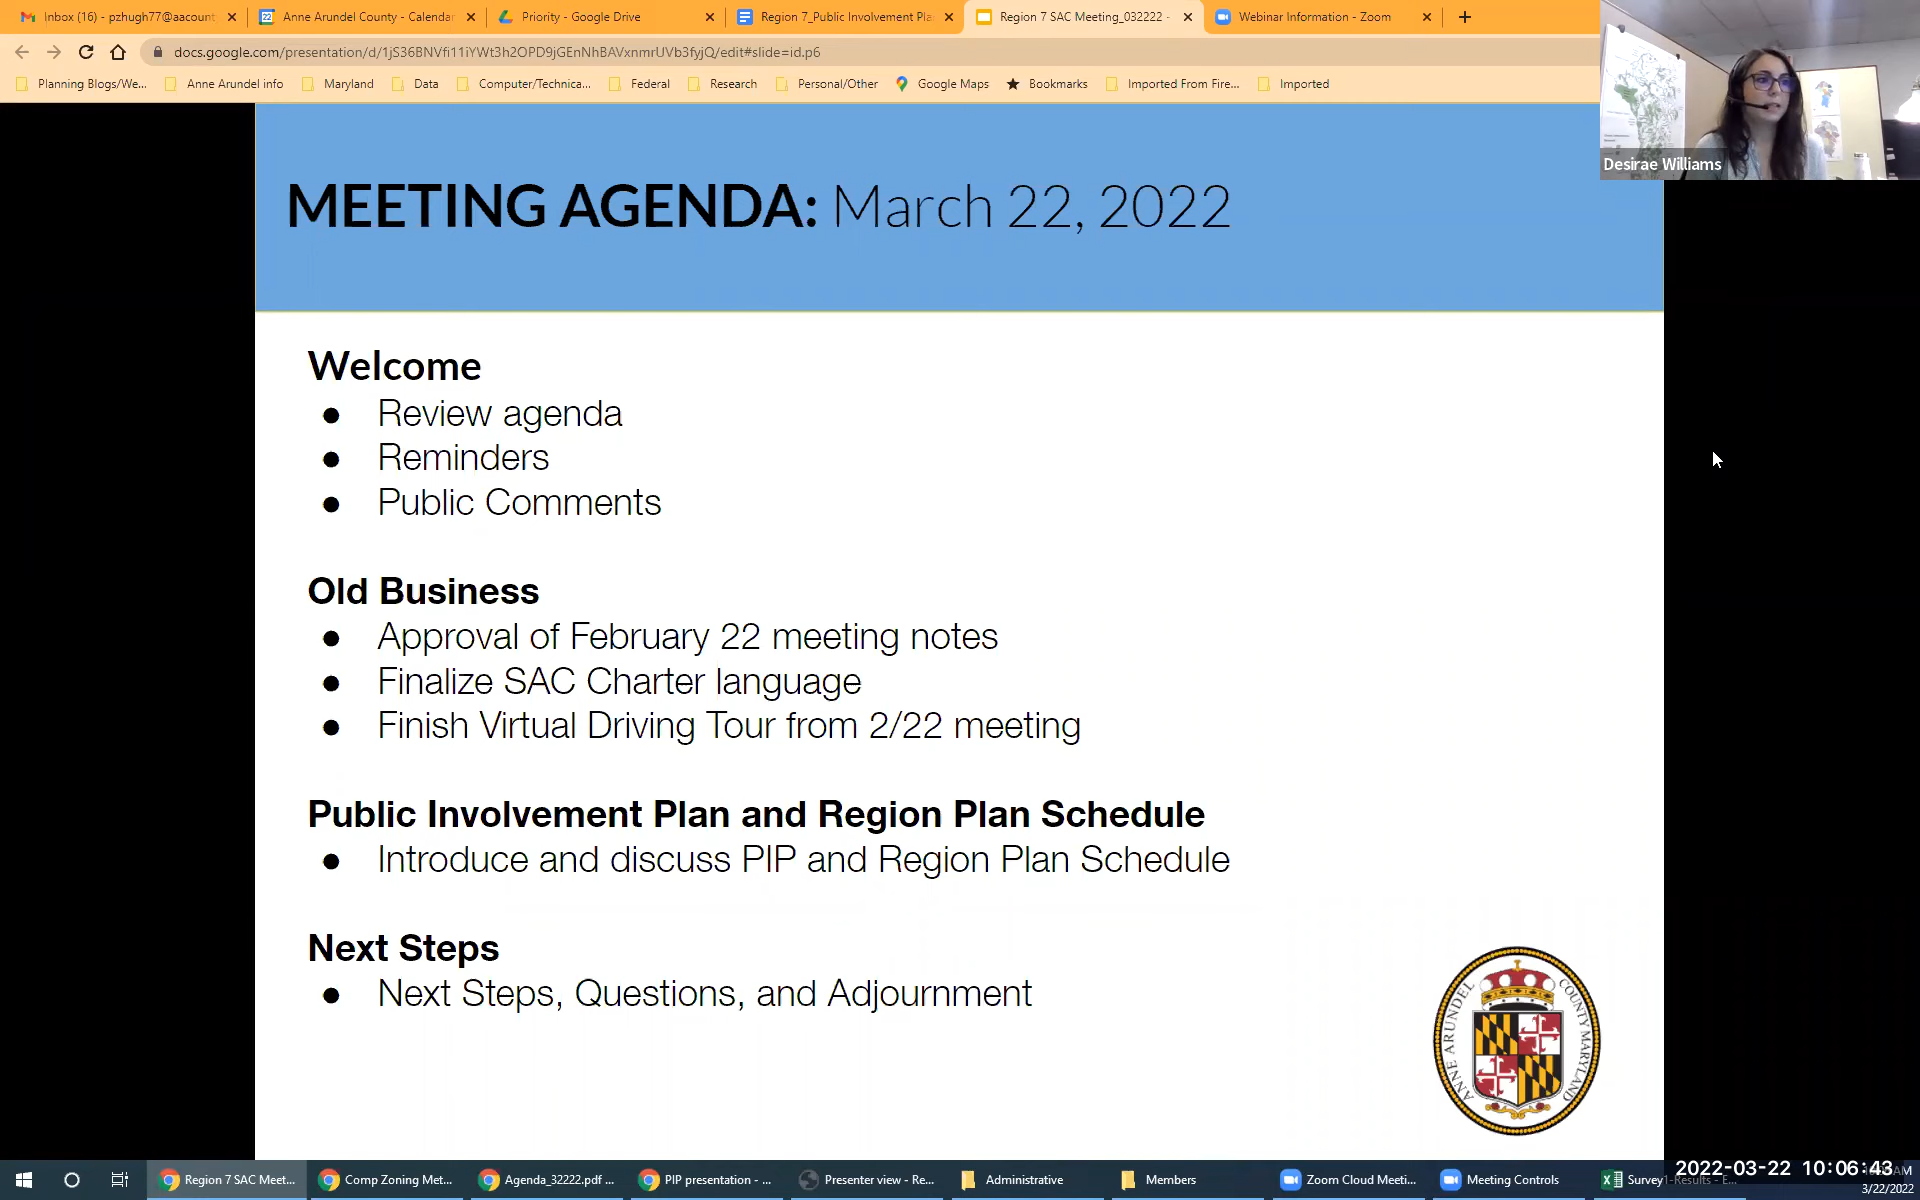 Inbox (16) - pzhugh77@aacount
Anne Arundel County - Calendar
Priority - Google Drive
Region 7_Public Involvement Pla
Region 7 SAC Meeting_032222 -
Webinar Information - Zoom
docs.google.com/presentation/d/1jS36BNVfi11iYWt3h2OPD9jGEnNhBAVxnmrUVb3fyjQ/edit#slide=id.p6
Planning Blogs/We...
Anne Arundel info
Maryland
Data
Computer/Technica...
Federal
Research
Personal/Other
Google Maps
Bookmarks
Imported From Fire...
Imported
Desirae Williams
MEETING AGENDA: March 22, 2022
Welcome
● Review agenda
● Reminders
● Public Comments
Old Business
● Approval of February 22 meeting notes
● Finalize SAC Charter language
● Finish Virtual Driving Tour from 2/22 meeting
Public Involvement Plan and Region Plan Schedule
● Introduce and discuss PIP and Region Plan Schedule
Next Steps
● Next Steps, Questions, and Adjournment
ANNE ARUNDEL COUNTY MARYLAND
Region 7 SAC Meet...
Comp Zoning Met...
Agenda_32222.pdf ...
PIP presentation - ...
Presenter view - Re...
Administrative
Members
Zoom Cloud Meeti...
Meeting Controls
Survey1-Results - E...
2022-03-22 10:06:43
3/22/2022